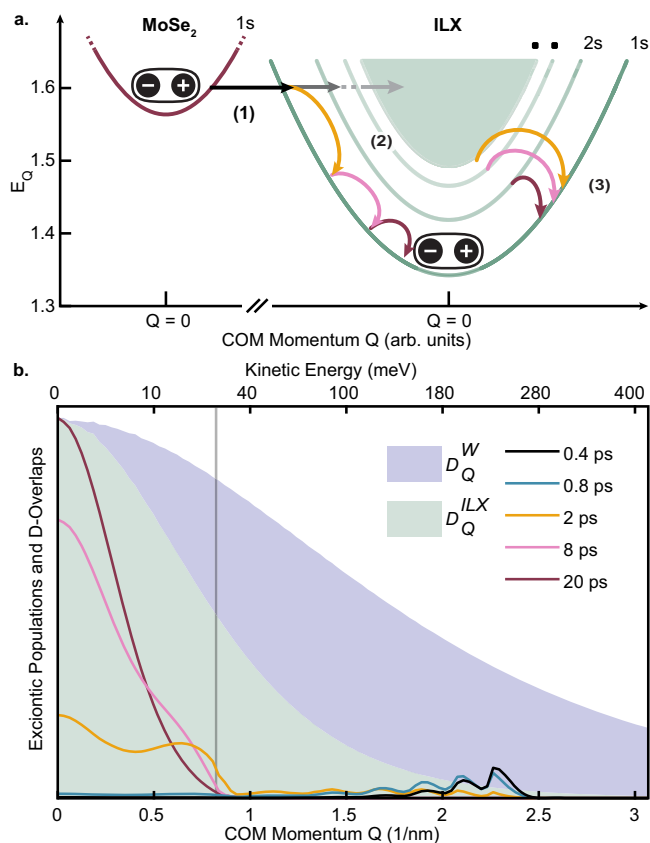 a.
MoSe₂
1s
ILX
2s
1s
(1)
(2)
(3)
− +
− +
E_Q
1.6
1.5
1.4
1.3
Q = 0
Q = 0
COM Momentum Q (arb. units)
b.
Kinetic Energy (meV)
0 10 40 100 180 280 400
Exciontic Populations and D-Overlaps
D_Q^W
D_Q^ILX
0.4 ps
0.8 ps
2 ps
8 ps
20 ps
0 0.5 1 1.5 2 2.5 3
COM Momentum Q (1/nm)